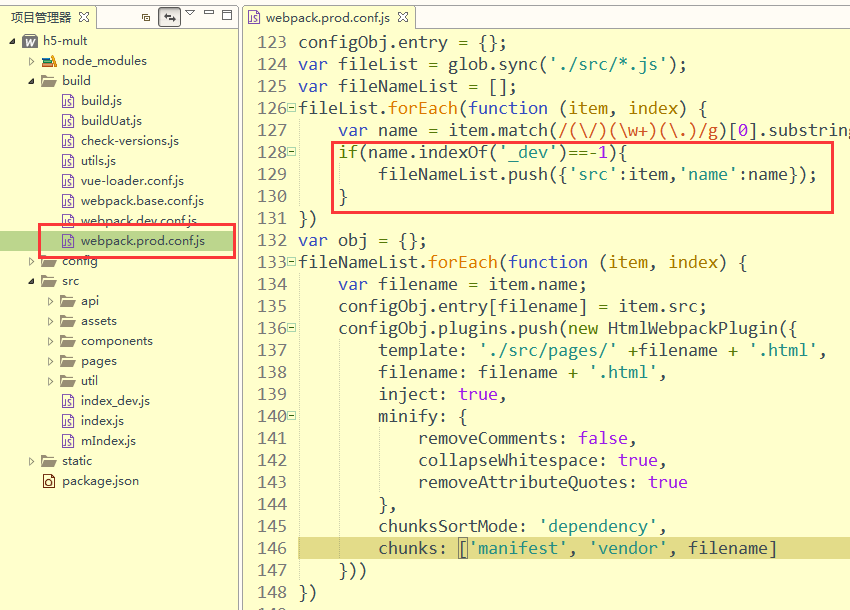 项目管理器
h5-mult
node_modules
build
build.js
buildUat.js
check-versions.js
utils.js
vue-loader.conf.js
webpack.base.conf.js
webpack.dev.conf.js
webpack.prod.conf.js
config
src
api
assets
components
pages
util
index_dev.js
index.js
mIndex.js
static
package.json
webpack.prod.conf.js
123 configObj.entry = {};
124 var fileList = glob.sync('./src/*.js');
125 var fileNameList = [];
126 fileList.forEach(function (item, index) {
127 var name = item.match(/(\/)(\w+)(\.)/g)[0].substring
128 if(name.indexOf('_dev')==-1){
129 fileNameList.push({'src':item,'name':name});
130 }
131 })
132 var obj = {};
133 fileNameList.forEach(function (item, index) {
134 var filename = item.name;
135 configObj.entry[filename] = item.src;
136 configObj.plugins.push(new HtmlWebpackPlugin({
137 template: './src/pages/' +filename + '.html',
138 filename: filename + '.html',
139 inject: true,
140 minify: {
141 removeComments: false,
142 collapseWhitespace: true,
143 removeAttributeQuotes: true
144 },
145 chunksSortMode: 'dependency',
146 chunks: ['manifest', 'vendor', filename]
147 }))
148 })